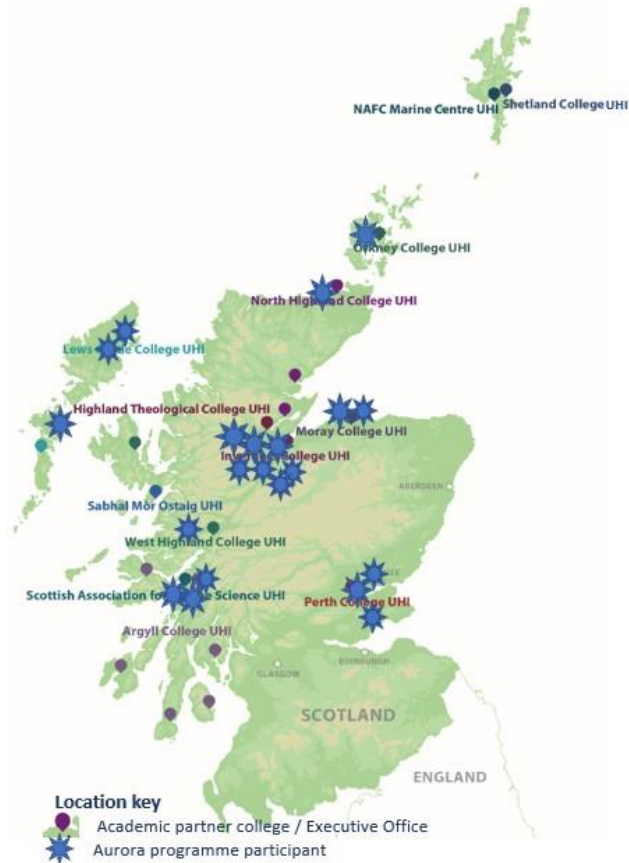 NAFC Marine Centre UHI
Shetland College UHI
Orkney College UHI
North Highland College UHI
Lews College UHI
Highland Theological College UHI
Moray College UHI
College UHI
ABERDEEN
Sabhal Mòr Ostaig UHI
West Highland College UHI
Scottish Association for Science UHI
Perth College UHI
Argyll College UHI
EDINBURGH
GLASGOW
SCOTLAND
ENGLAND
Location key
Academic partner college / Executive Office
Aurora programme participant